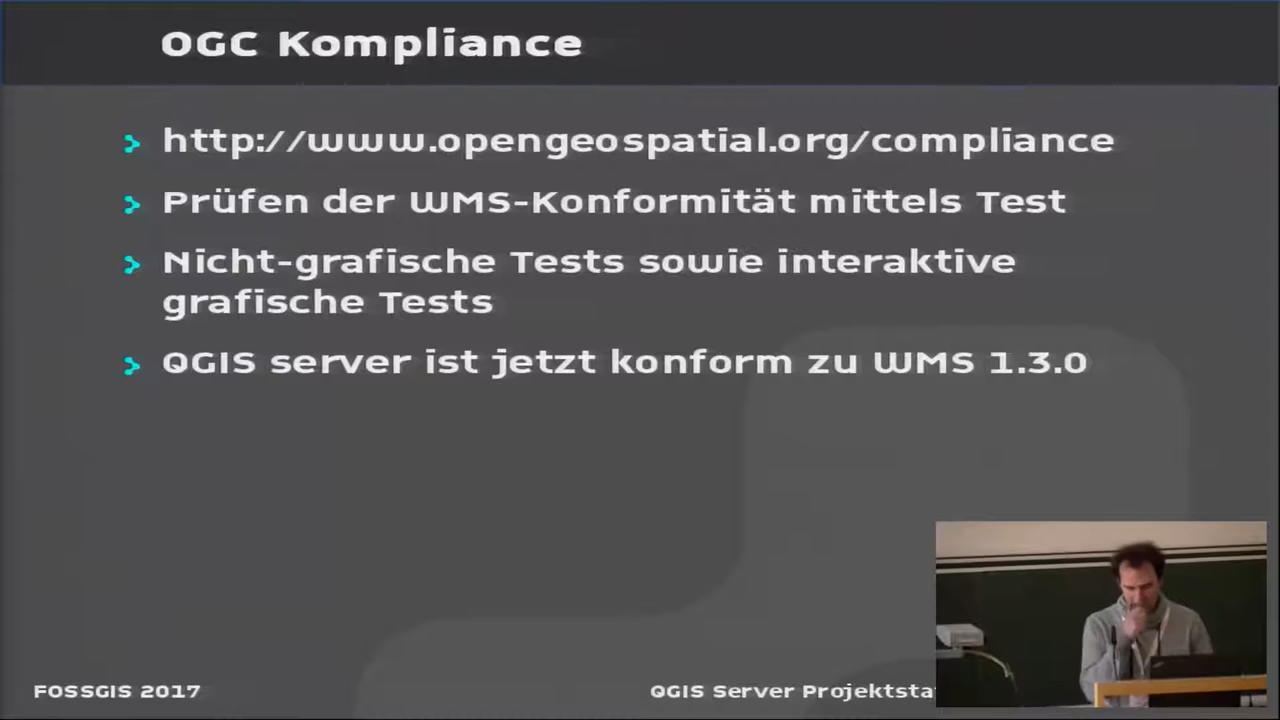 OGC Kompliance
http://www.opengeospatial.org/compliance
Prüfen der WMS-Konformität mittels Test
Nicht-grafische Tests sowie interaktive
grafische Tests
QGIS server ist jetzt konform zu WMS 1.3.0
FOSSGIS 2017
QGIS Server